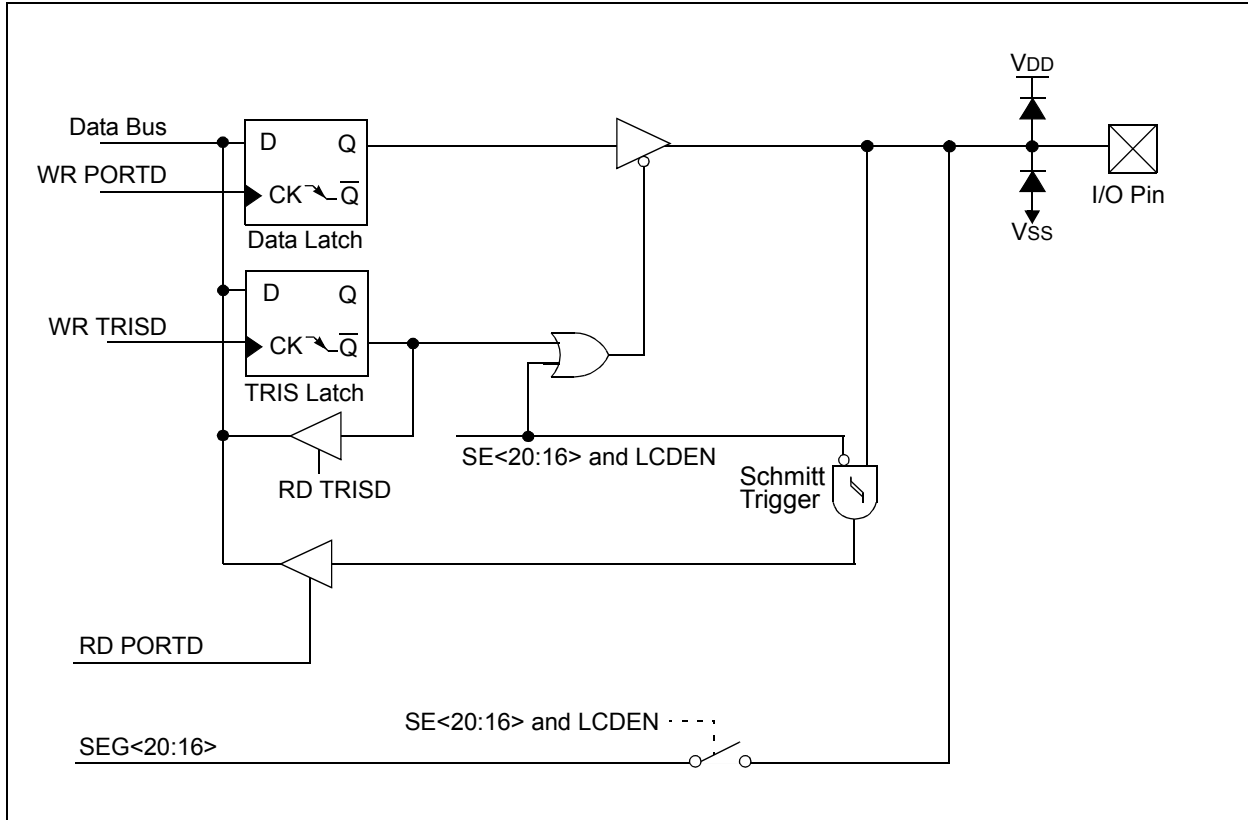 VDD
Data Bus
D Q
WR PORTD
CK Q̅
I/O Pin
Data Latch
VSS
D Q
WR TRISD
CK Q̅
TRIS Latch
SE<20:16> and LCDEN
Schmitt
Trigger
RD TRISD
RD PORTD
SE<20:16> and LCDEN
SEG<20:16>